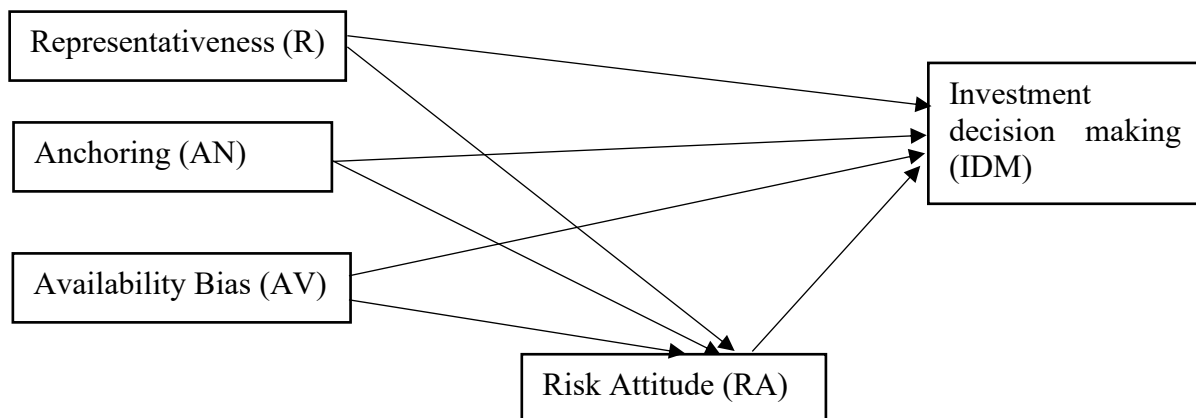 Representativeness (R)
Anchoring (AN)
Availability Bias (AV)
Risk Attitude (RA)
Investment
decision making
(IDM)